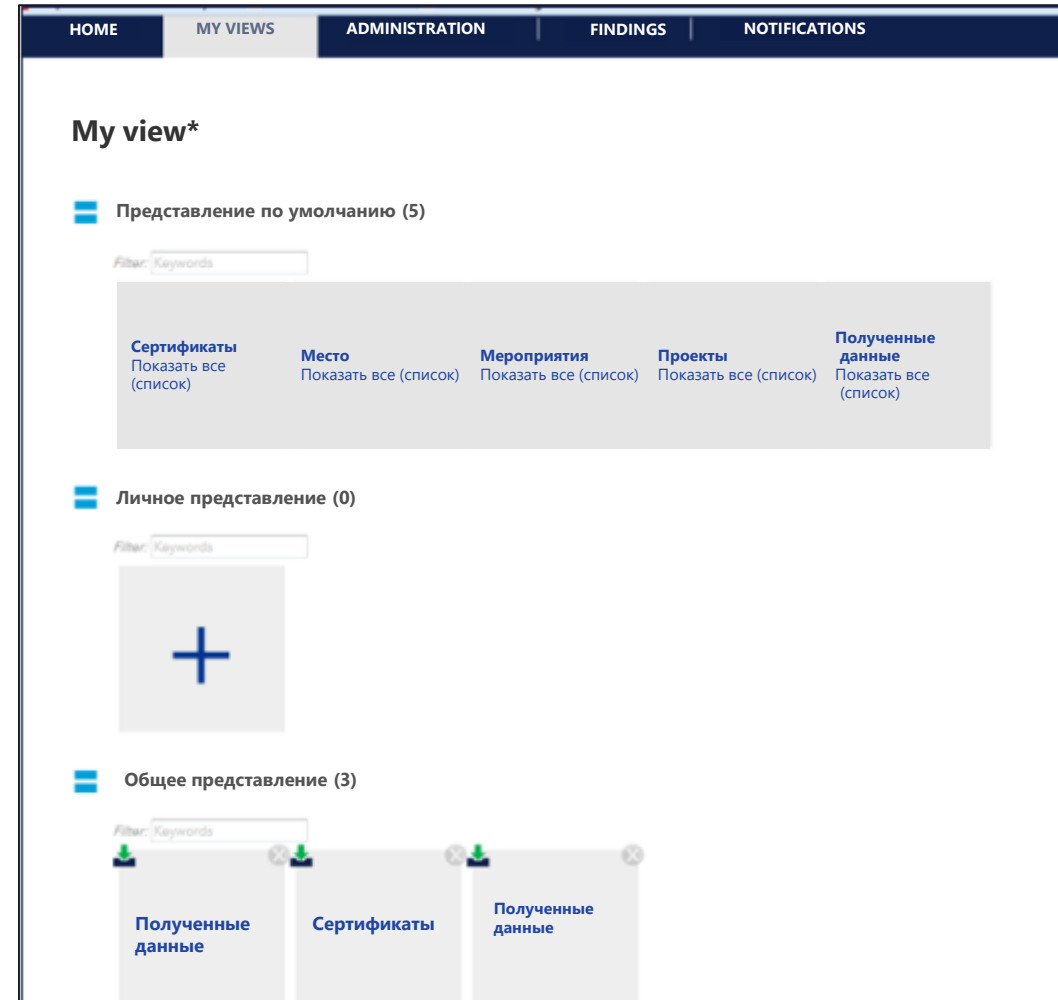 HOME MY VIEWS ADMINISTRATION FINDINGS NOTIFICATIONS
My view*
Представление по умолчанию (5)
Filter: Keywords
Сертификаты
Показать все
(список)
Место
Показать все (список)
Мероприятия
Показать все (список)
Проекты
Показать все (список)
Полученные
данные
Показать все
(список)
Личное представление (0)
Filter: Keywords
Общее представление (3)
Filter: Keywords
Полученные
данные
Сертификаты
Полученные
данные